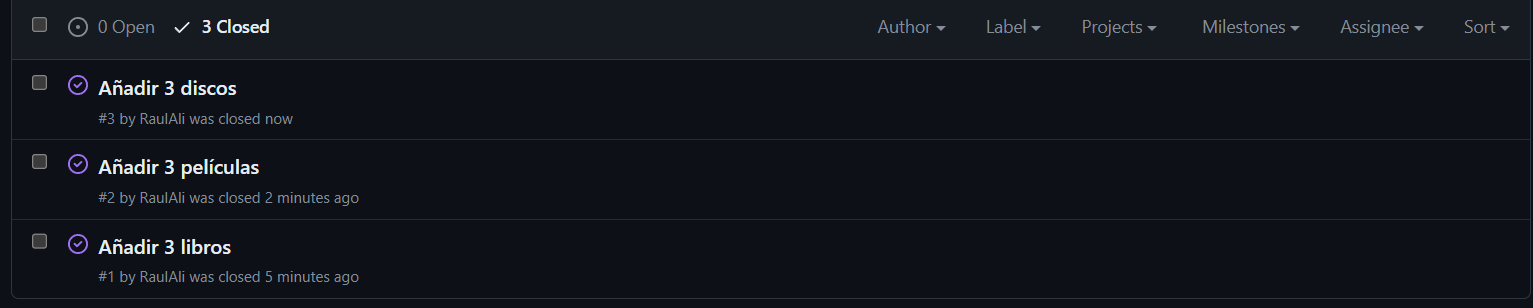 0 Open 3 Closed Author Label Projects Milestones Assignee Sort
Añadir 3 discos
#3 by RaulAli was closed now
Añadir 3 películas
#2 by RaulAli was closed 2 minutes ago
Añadir 3 libros
#1 by RaulAli was closed 5 minutes ago